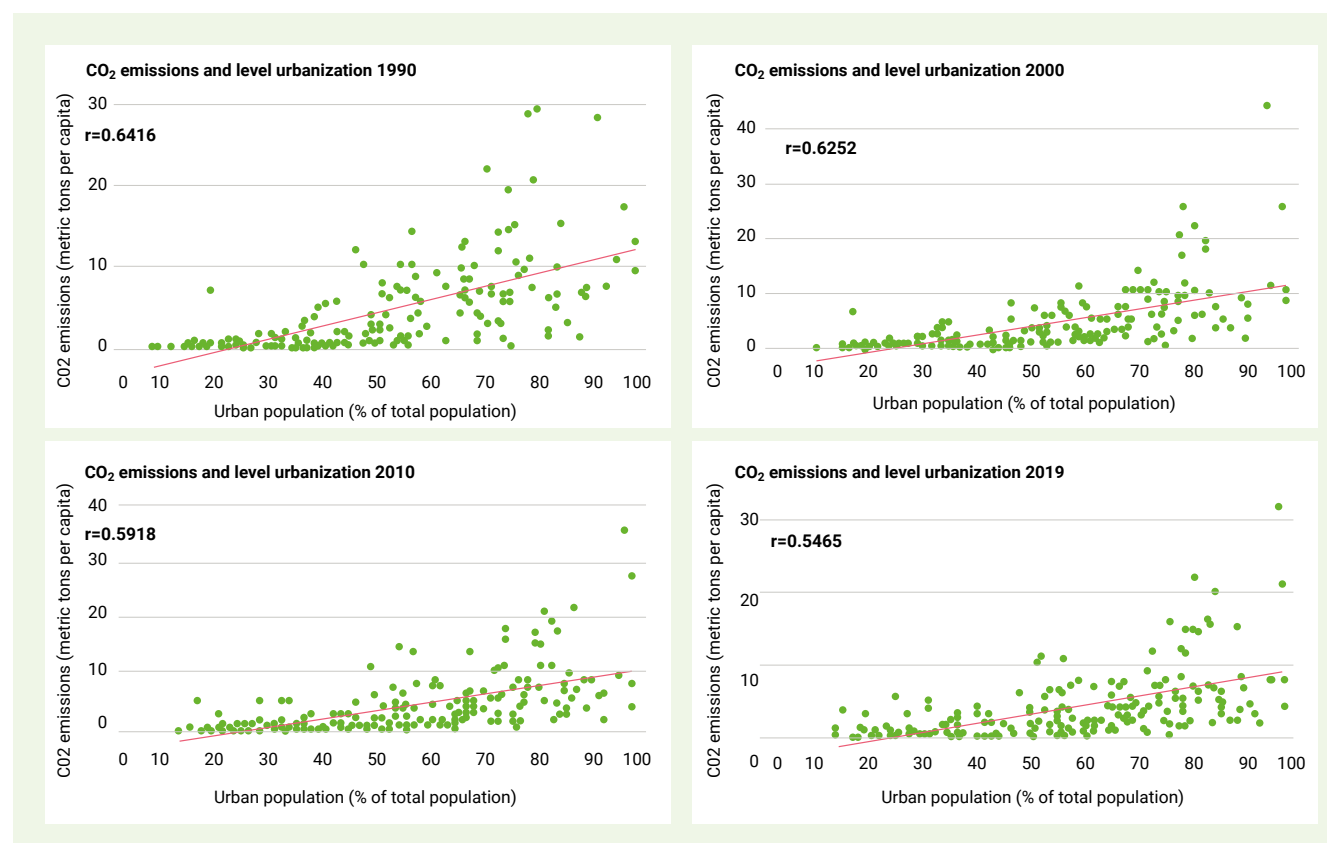 CO₂ emissions and level urbanization 1990
C02 emissions (metric tons per capita)
30
20
10
0
r=0.6416
0 10 20 30 40 50 60 70 80 90 100
Urban population (% of total population)
CO₂ emissions and level urbanization 2000
C02 emissions (metric tons per capita)
40
30
20
10
0
r=0.6252
0 10 20 30 40 50 60 70 80 90 100
Urban population (% of total population)
CO₂ emissions and level urbanization 2010
C02 emissions (metric tons per capita)
40
30
20
10
0
r=0.5918
0 10 20 30 40 50 60 70 80 90 100
Urban population (% of total population)
CO₂ emissions and level urbanization 2019
C02 emissions (metric tons per capita)
30
20
10
0
r=0.5465
0 10 20 30 40 50 60 70 80 90 100
Urban population (% of total population)